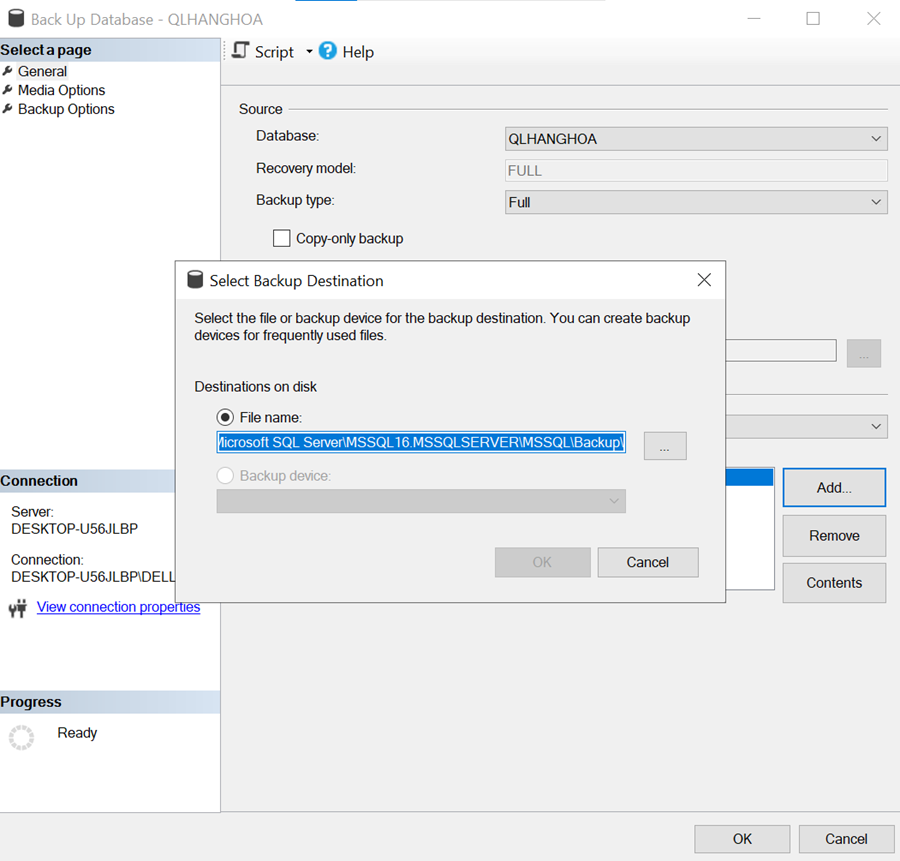 Back Up Database - QLHANGHOA
Select a page
General
Media Options
Backup Options
Script
Help
Source
Database:
QLHANGHOA
Recovery model:
FULL
Backup type:
Full
Copy-only backup
Select Backup Destination
Select the file or backup device for the backup destination. You can create backup
devices for frequently used files.
...
Destinations on disk
File name:
Microsoft SQL Server\MSSQL16.MSSQLSERVER\MSSQL\Backup\
...
Backup device:
OK
Cancel
Add...
Remove
Contents
Connection
Server:
DESKTOP-U56JLBP
Connection:
DESKTOP-U56JLBP\DELL
View connection properties
Progress
Ready
OK
Cancel